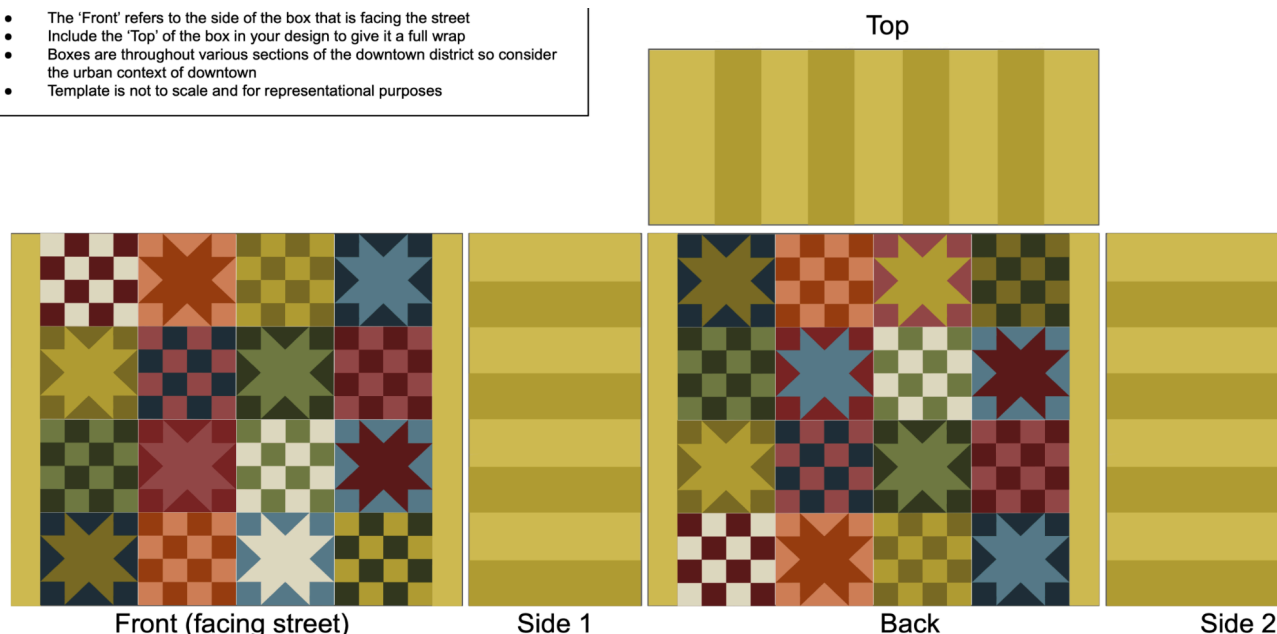 ● The ‘Front’ refers to the side of the box that is facing the street
● Include the ‘Top’ of the box in your design to give it a full wrap
● Boxes are throughout various sections of the downtown district so consider
the urban context of downtown
● Template is not to scale and for representational purposes
Top
Front (facing street)
Side 1
Back
Side 2